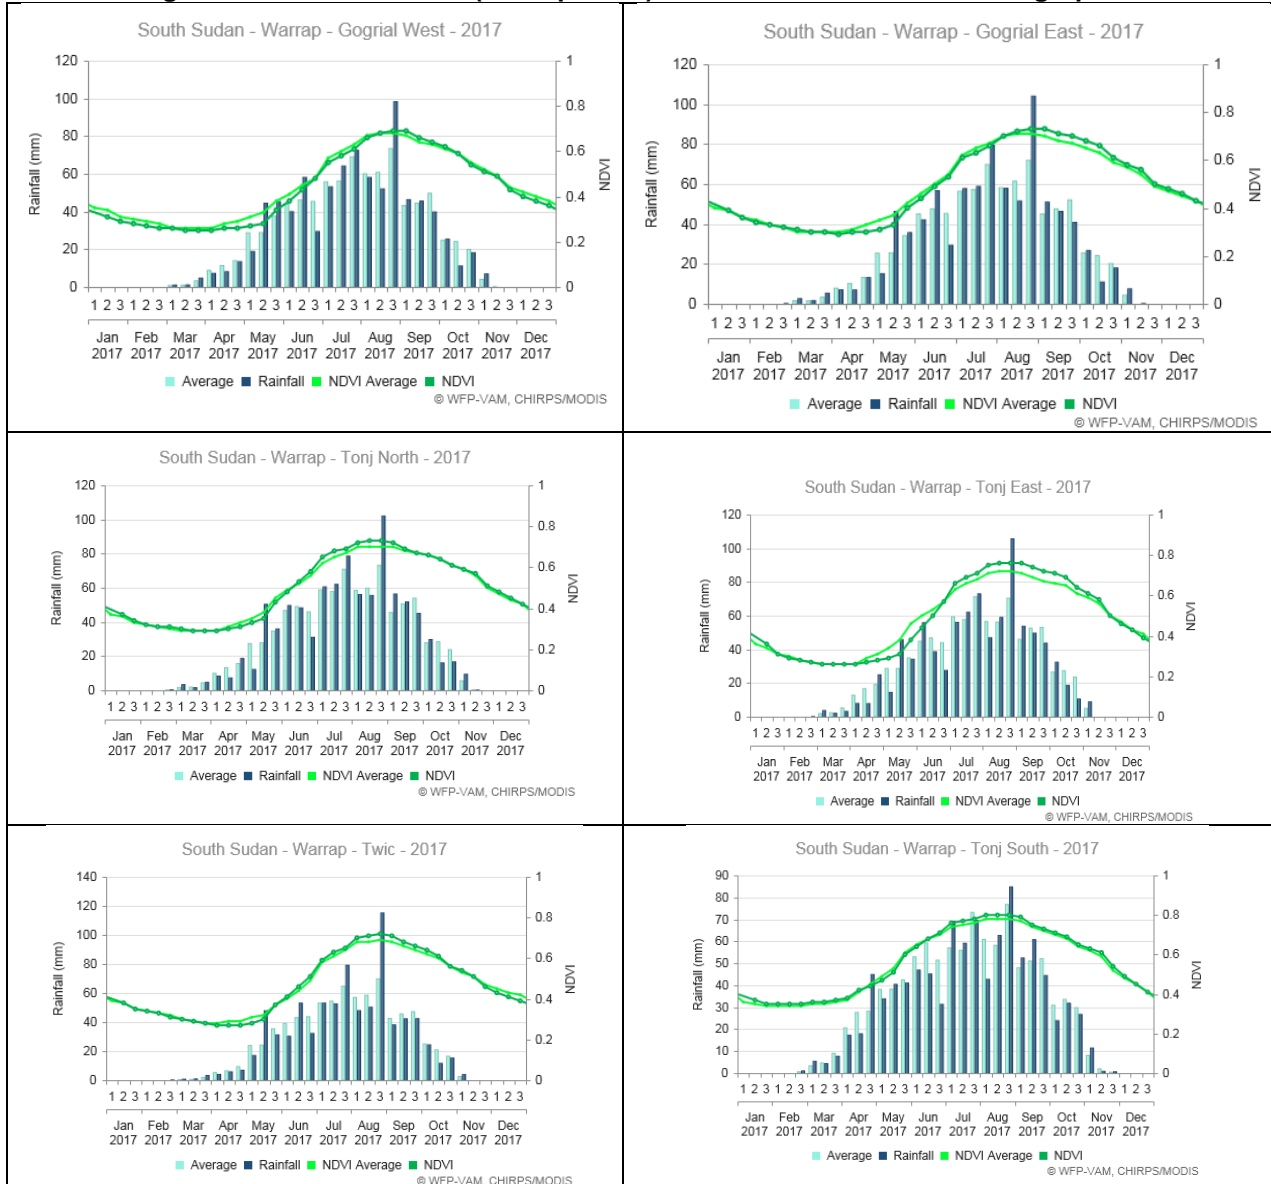 South Sudan - Warrap - Gogrial West - 2017
120
100
80
60
40
20
0
Rainfall (mm)
1
0.8
0.6
0.4
0.2
0
NDVI
1 2 3 1 2 3 1 2 3 1 2 3 1 2 3 1 2 3 1 2 3 1 2 3 1 2 3 1 2 3 1 2 3 1 2 3
Jan Feb Mar Apr May Jun Jul Aug Sep Oct Nov Dec
2017 2017 2017 2017 2017 2017 2017 2017 2017 2017 2017 2017
Average Rainfall NDVI Average NDVI
© WFP-VAM, CHIRPS/MODIS
South Sudan - Warrap - Gogrial East - 2017
120
100
80
60
40
20
0
Rainfall (mm)
1
0.8
0.6
0.4
0.2
0
NDVI
1 2 3 1 2 3 1 2 3 1 2 3 1 2 3 1 2 3 1 2 3 1 2 3 1 2 3 1 2 3 1 2 3 1 2 3
Jan Feb Mar Apr May Jun Jul Aug Sep Oct Nov Dec
2017 2017 2017 2017 2017 2017 2017 2017 2017 2017 2017 2017
Average Rainfall NDVI Average NDVI
© WFP-VAM, CHIRPS/MODIS
South Sudan - Warrap - Tonj North - 2017
120
100
80
60
40
20
0
Rainfall (mm)
1
0.8
0.6
0.4
0.2
0
NDVI
1 2 3 1 2 3 1 2 3 1 2 3 1 2 3 1 2 3 1 2 3 1 2 3 1 2 3 1 2 3 1 2 3 1 2 3
Jan Feb Mar Apr May Jun Jul Aug Sep Oct Nov Dec
2017 2017 2017 2017 2017 2017 2017 2017 2017 2017 2017 2017
Average Rainfall NDVI Average NDVI
© WFP-VAM, CHIRPS/MODIS
South Sudan - Warrap - Tonj East - 2017
120
100
80
60
40
20
0
Rainfall (mm)
1
0.8
0.6
0.4
0.2
0
NDVI
1 2 3 1 2 3 1 2 3 1 2 3 1 2 3 1 2 3 1 2 3 1 2 3 1 2 3 1 2 3 1 2 3 1 2 3
Jan Feb Mar Apr May Jun Jul Aug Sep Oct Nov Dec
2017 2017 2017 2017 2017 2017 2017 2017 2017 2017 2017 2017
Average Rainfall NDVI Average NDVI
© WFP-VAM, CHIRPS/MODIS
South Sudan - Warrap - Twic - 2017
140
120
100
80
60
40
20
0
Rainfall (mm)
1
0.8
0.6
0.4
0.2
0
NDVI
1 2 3 1 2 3 1 2 3 1 2 3 1 2 3 1 2 3 1 2 3 1 2 3 1 2 3 1 2 3 1 2 3 1 2 3
Jan Feb Mar Apr May Jun Jul Aug Sep Oct Nov Dec
2017 2017 2017 2017 2017 2017 2017 2017 2017 2017 2017 2017
Average Rainfall NDVI Average NDVI
© WFP-VAM, CHIRPS/MODIS
South Sudan - Warrap - Tonj South - 2017
90
80
70
60
50
40
30
20
10
0
Rainfall (mm)
1
0.8
0.6
0.4
0.2
0
NDVI
1 2 3 1 2 3 1 2 3 1 2 3 1 2 3 1 2 3 1 2 3 1 2 3 1 2 3 1 2 3 1 2 3 1 2 3
Jan Feb Mar Apr May Jun Jul Aug Sep Oct Nov Dec
2017 2017 2017 2017 2017 2017 2017 2017 2017 2017 2017 2017
Average Rainfall NDVI Average NDVI
© WFP-VAM, CHIRPS/MODIS